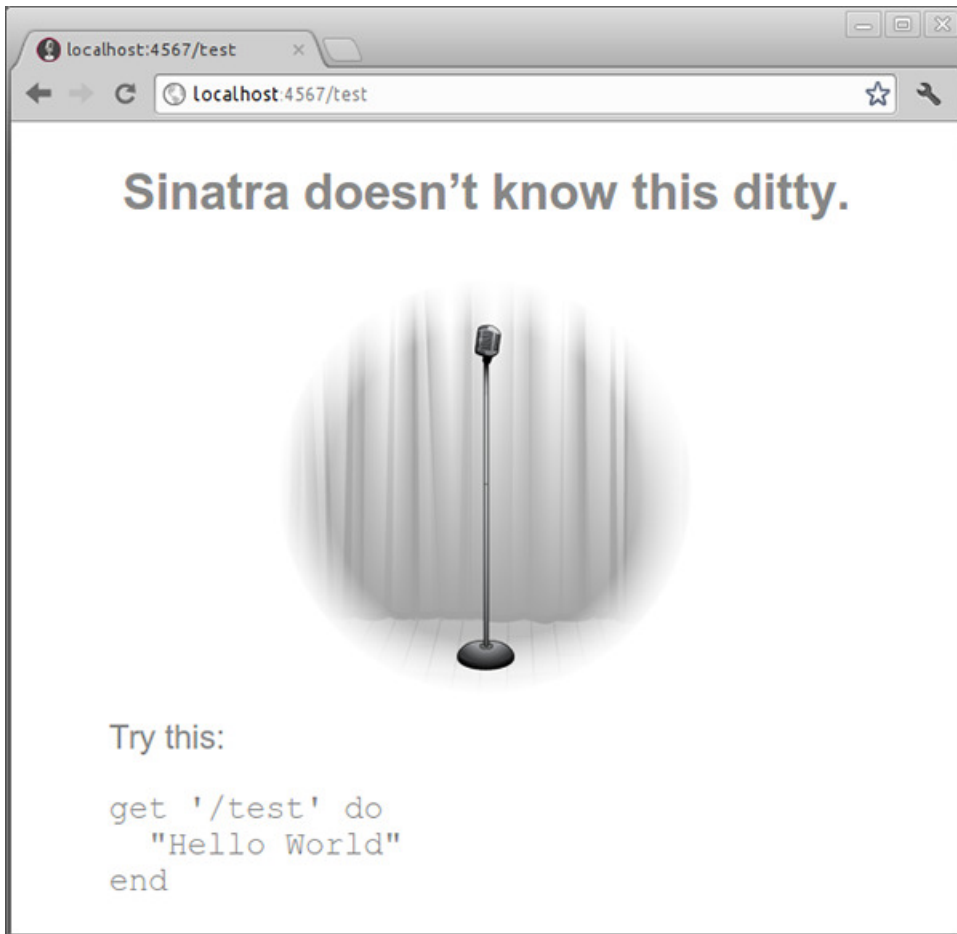 localhost:4567/test
localhost:4567/test
Sinatra doesn’t know this ditty.
Try this:
get '/test' do
  "Hello World"
end